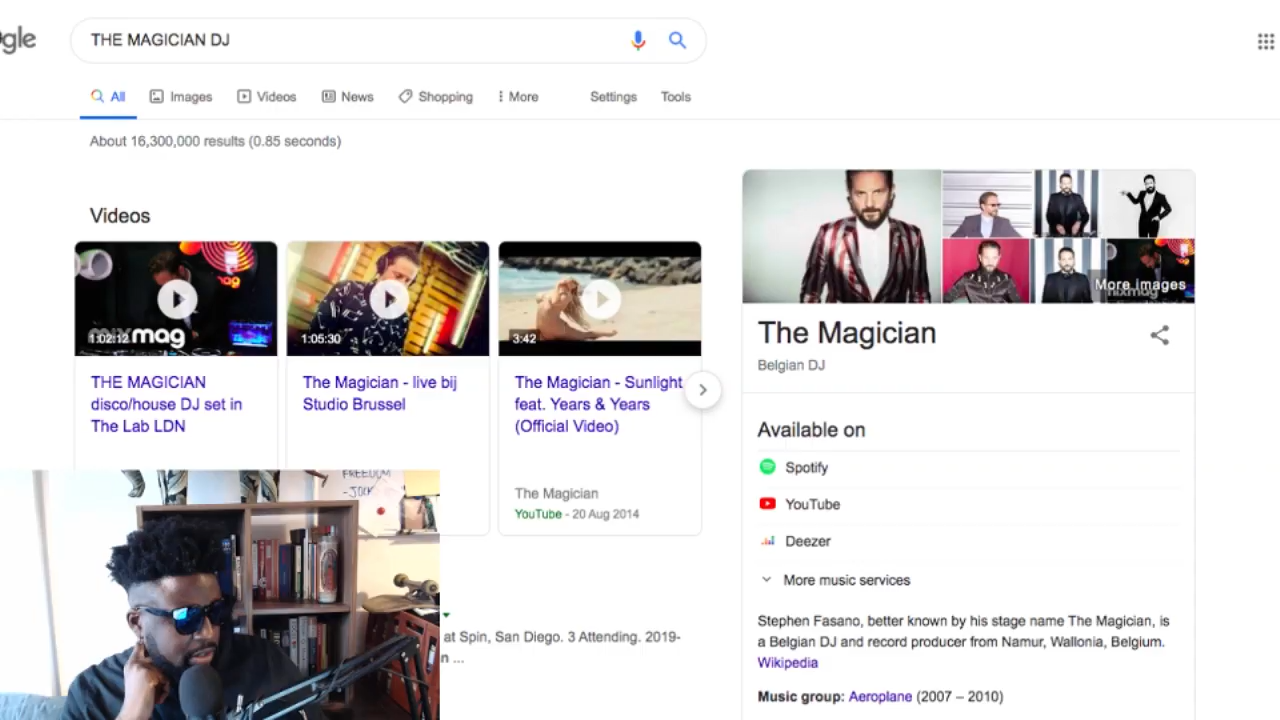 gle
THE MAGICIAN DJ
All Images Videos News Shopping More Settings Tools
About 16,300,000 results (0.85 seconds)
Videos
1:02:12
mixmag
1:05:30
3:42
THE MAGICIAN
disco/house DJ set in
The Lab LDN
The Magician - live bij
Studio Brussel
The Magician - Sunlight
feat. Years & Years
(Official Video)
The Magician
YouTube - 20 Aug 2014
FREEDOM
at Spin, San Diego. 3 Attending. 2019-
n ...
More images
mixmag
The Magician
Belgian DJ
Available on
Spotify
YouTube
Deezer
More music services
Stephen Fasano, better known by his stage name The Magician, is
a Belgian DJ and record producer from Namur, Wallonia, Belgium.
Wikipedia
Music group: Aeroplane (2007 – 2010)